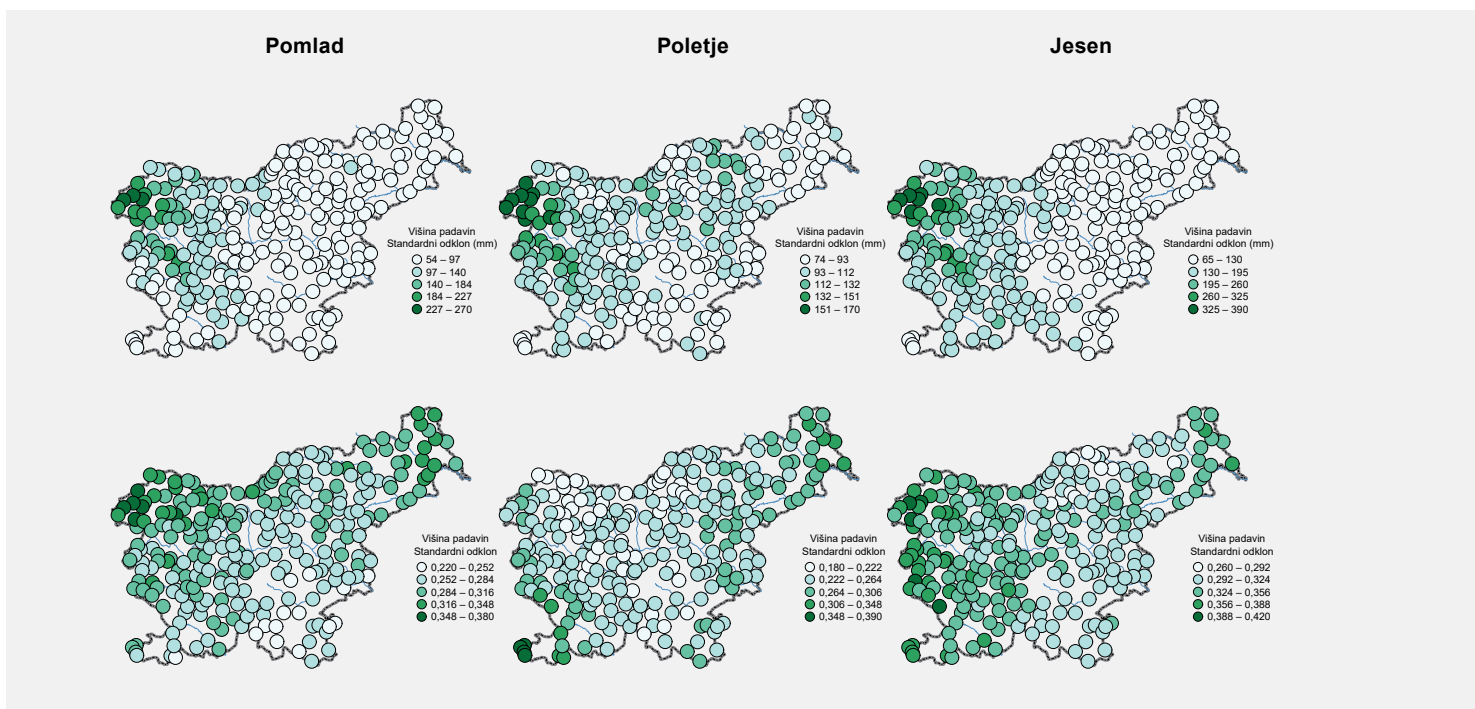 Pomlad
Poletje
Jesen
Višina padavin
Standardni odklon (mm)
54 – 97
97 – 140
140 – 184
184 – 227
227 – 270
Višina padavin
Standardni odklon (mm)
74 – 93
93 – 112
112 – 132
132 – 151
151 – 170
Višina padavin
Standardni odklon (mm)
65 – 130
130 – 195
195 – 260
260 – 325
325 – 390
Višina padavin
Standardni odklon
0,220 – 0,252
0,252 – 0,284
0,284 – 0,316
0,316 – 0,348
0,348 – 0,380
Višina padavin
Standardni odklon
0,180 – 0,222
0,222 – 0,264
0,264 – 0,306
0,306 – 0,348
0,348 – 0,390
Višina padavin
Standardni odklon
0,260 – 0,292
0,292 – 0,324
0,324 – 0,356
0,356 – 0,388
0,388 – 0,420